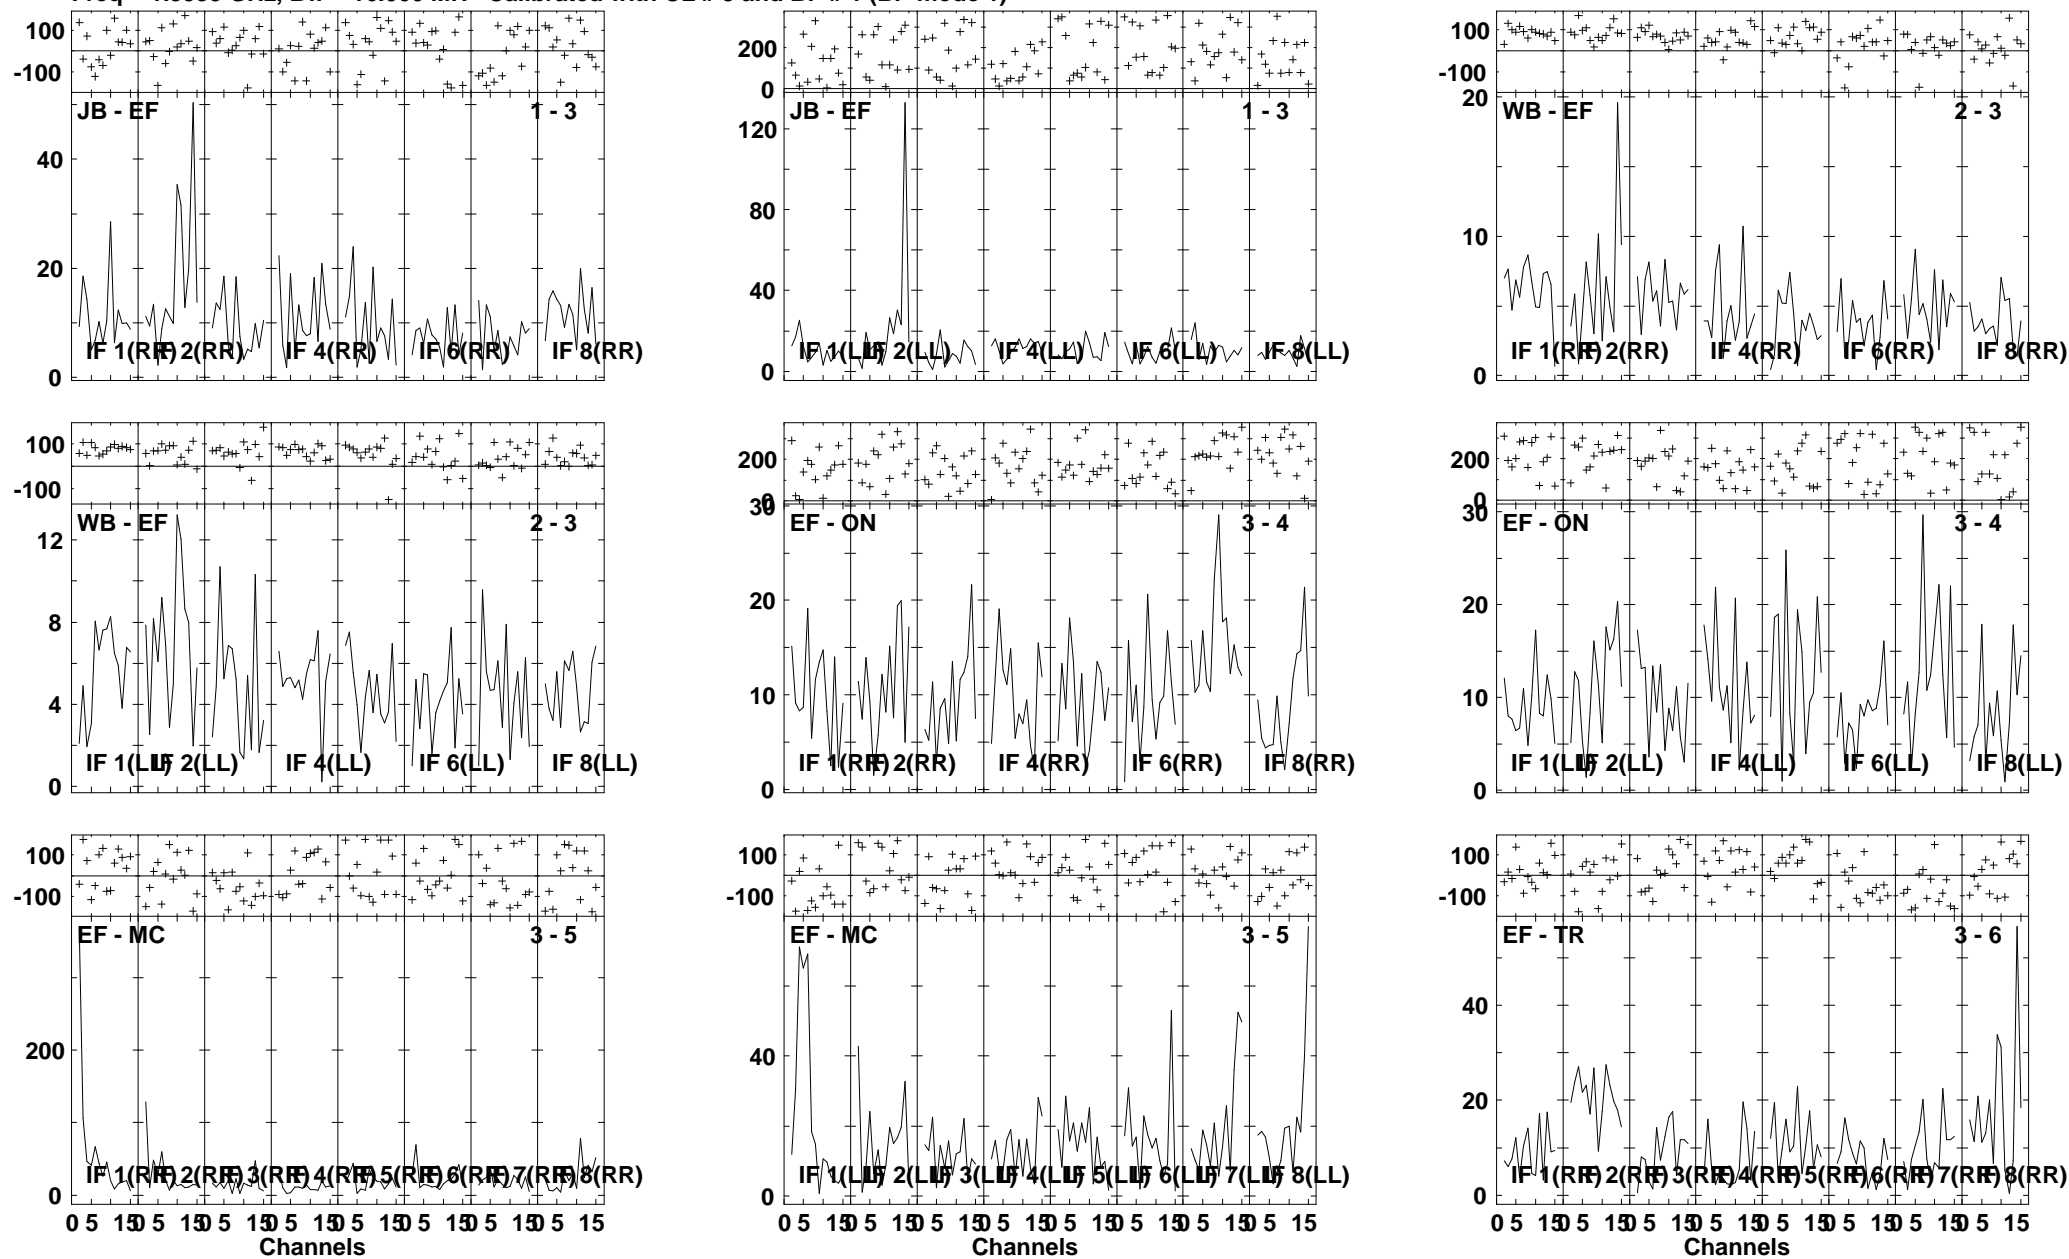 100
-100
JB - EF 1 - 3
40
20
0
IF 1(RR) IF 2(RR) IF 4(RR) IF 6(RR) IF 8(RR)
200
0
JB - EF 1 - 3
120
80
40
0
IF 1(LL) IF 2(LL) IF 4(LL) IF 6(LL) IF 8(LL)
100
-100
20
WB - EF 2 - 3
10
0
IF 1(RR) IF 2(RR) IF 4(RR) IF 6(RR) IF 8(RR)
100
-100
WB - EF 2 - 3
12
8
4
0
IF 1(LL) IF 2(LL) IF 4(LL) IF 6(LL) IF 8(LL)
200
0
30
EF - ON 3 - 4
20
10
0
IF 1(RR) IF 2(RR) IF 4(RR) IF 6(RR) IF 8(RR)
200
0
30
EF - ON 3 - 4
20
10
0
IF 1(LL) IF 2(LL) IF 4(LL) IF 6(LL) IF 8(LL)
100
-100
EF - MC 3 - 5
200
0
IF 1(RR) IF 2(RR) IF 3(RR) IF 4(RR) IF 5(RR) IF 6(RR) IF 7(RR) IF 8(RR)
0 5 15 0 5 15 0 5 15 0 5 15 0 5 15 0 5 15 0 5 15 0 5 15
Channels
100
-100
EF - MC 3 - 5
40
0
IF 1(LL) IF 2(LL) IF 3(LL) IF 4(LL) IF 5(LL) IF 6(LL) IF 7(LL) IF 8(LL)
0 5 15 0 5 15 0 5 15 0 5 15 0 5 15 0 5 15 0 5 15 0 5 15
Channels
100
-100
EF - TR 3 - 6
40
20
0
IF 1(RR) IF 2(RR) IF 3(RR) IF 4(RR) IF 5(RR) IF 6(RR) IF 7(RR) IF 8(RR)
0 5 15 0 5 15 0 5 15 0 5 15 0 5 15 0 5 15 0 5 15 0 5 15
Channels